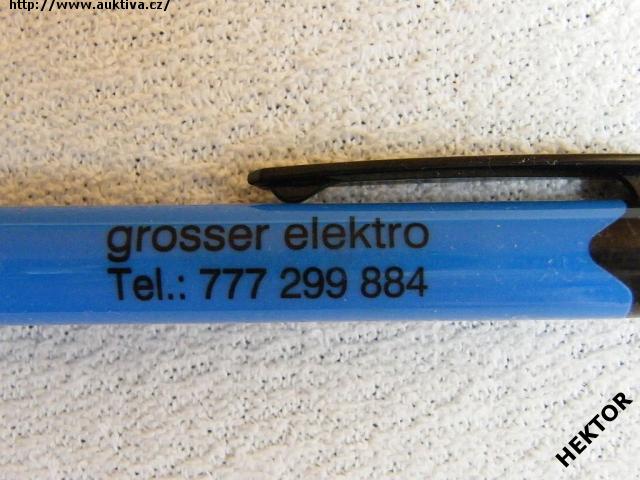 http://www.auktiva.cz/
grosser elektro
Tel.: 777 299 884
HEKTOR